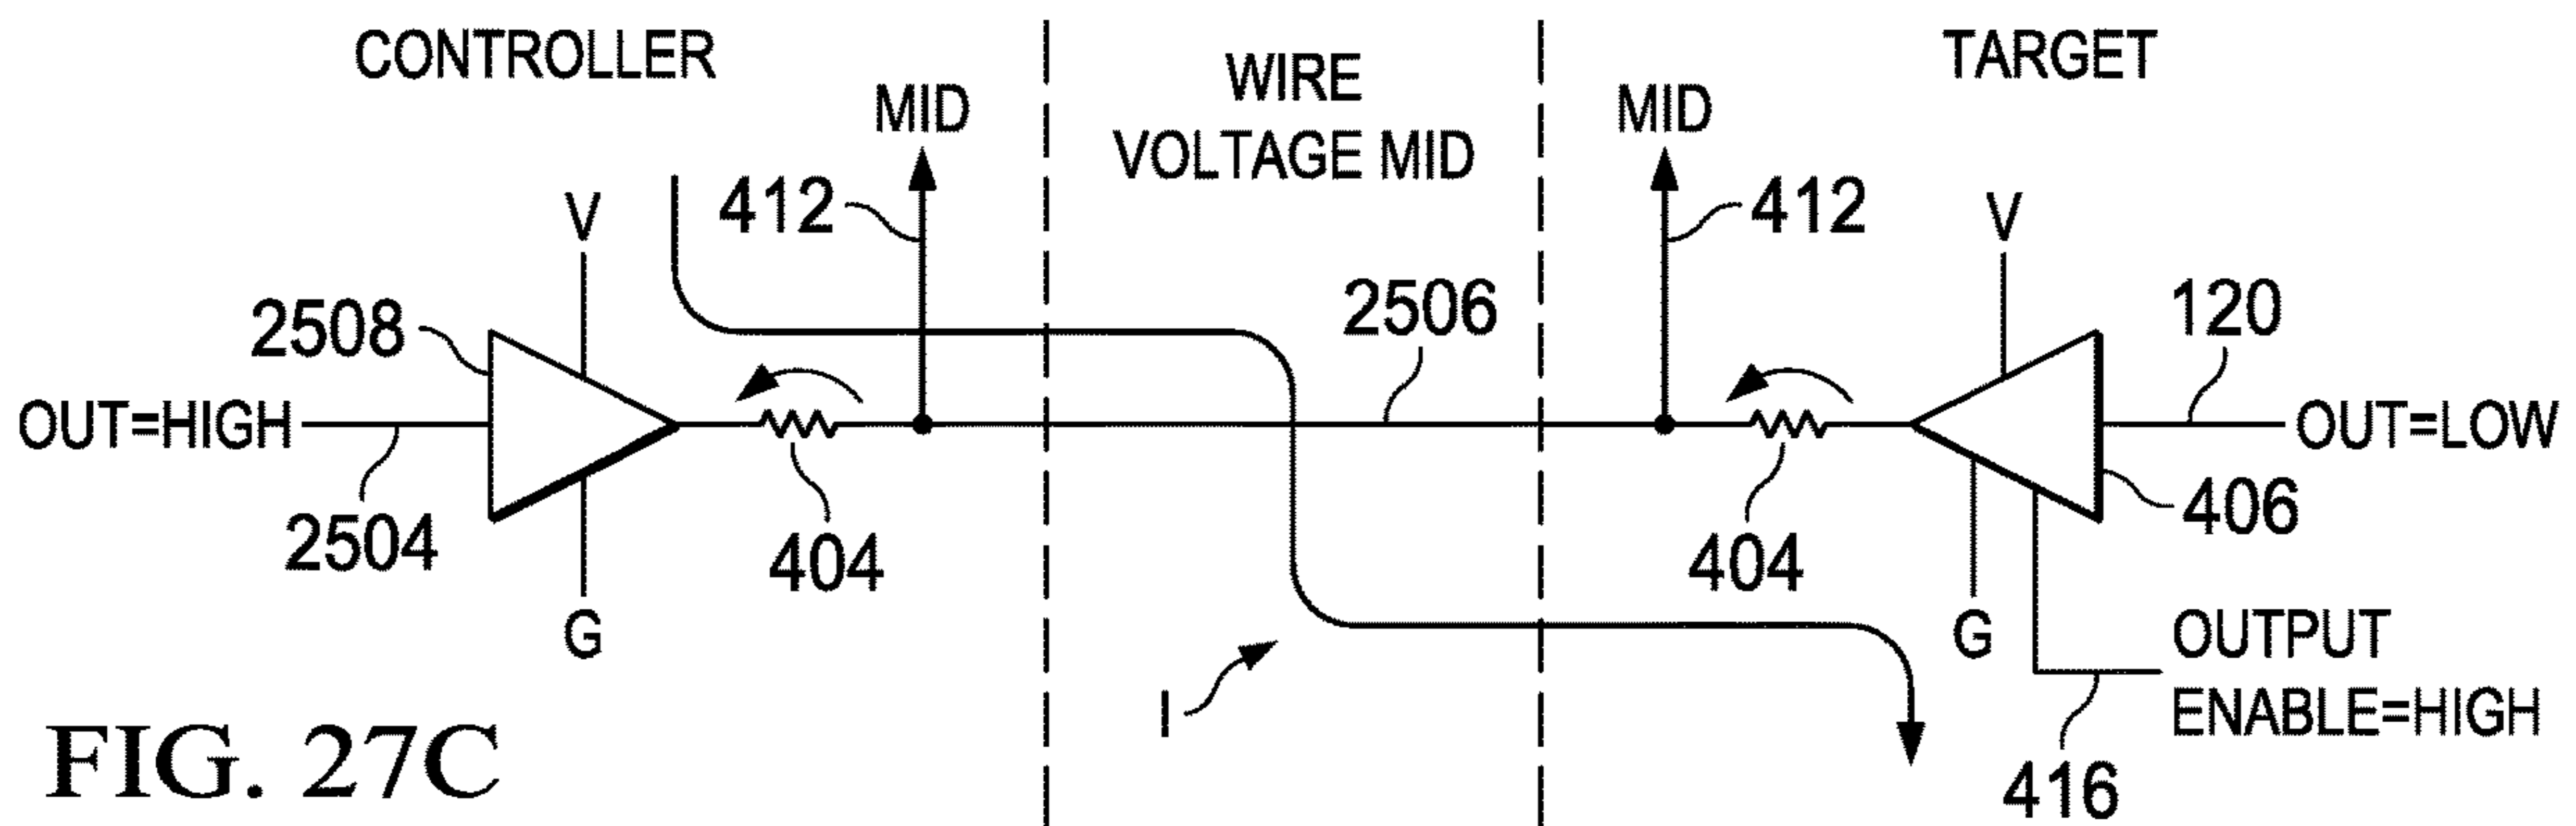 CONTROLLER
WIRE
VOLTAGE MID
TARGET
MID
MID
412
412
V
V
2508
2506
120
OUT=HIGH
OUT=LOW
2504
404
404
406
G
G
OUTPUT
ENABLE=HIGH
I
416
FIG. 27C